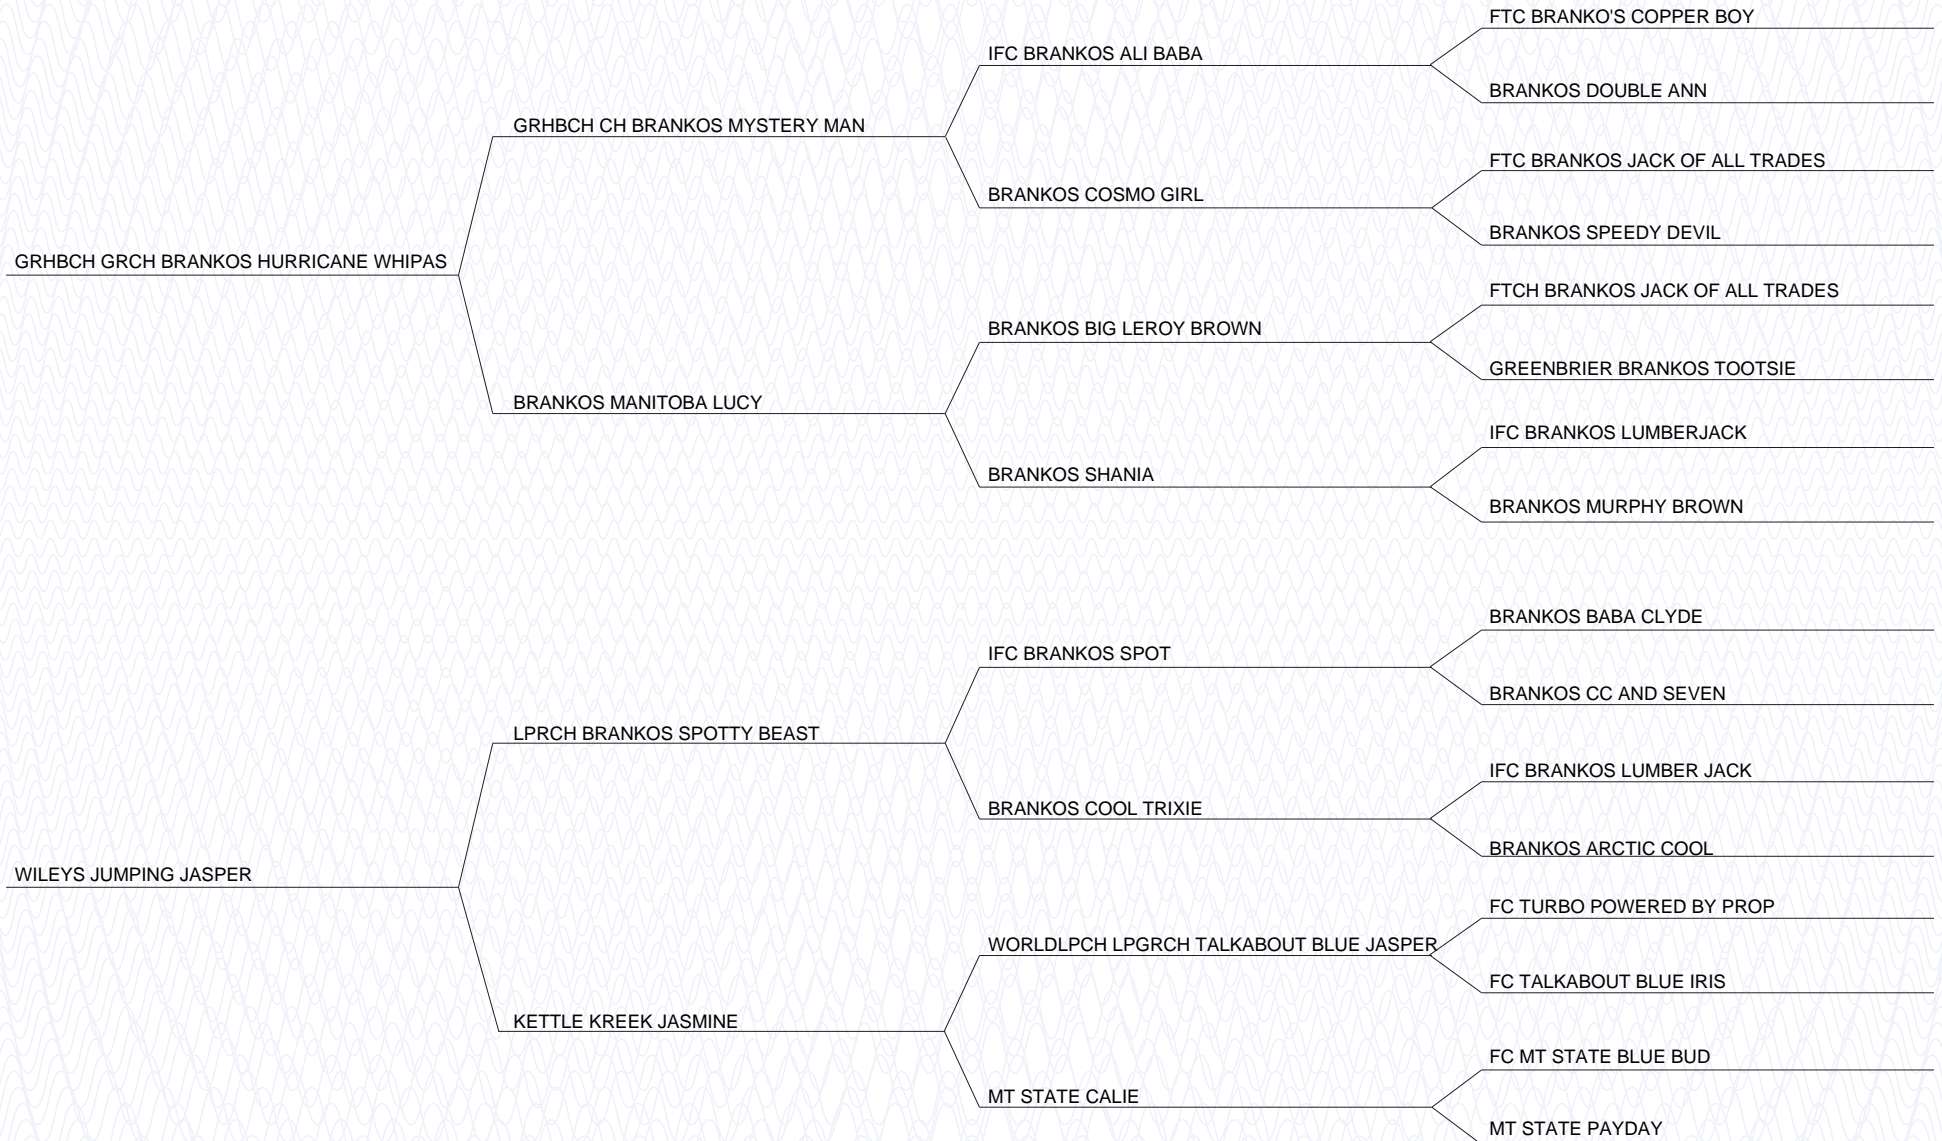 FTC BRANKO'S COPPER BOY
IFC BRANKOS ALI BABA
BRANKOS DOUBLE ANN
GRHBCH CH BRANKOS MYSTERY MAN
FTC BRANKOS JACK OF ALL TRADES
BRANKOS COSMO GIRL
BRANKOS SPEEDY DEVIL
GRHBCH GRCH BRANKOS HURRICANE WHIPAS
FTCH BRANKOS JACK OF ALL TRADES
BRANKOS BIG LEROY BROWN
GREENBRIER BRANKOS TOOTSIE
BRANKOS MANITOBA LUCY
IFC BRANKOS LUMBERJACK
BRANKOS SHANIA
BRANKOS MURPHY BROWN
BRANKOS BABA CLYDE
IFC BRANKOS SPOT
BRANKOS CC AND SEVEN
LPRCH BRANKOS SPOTTY BEAST
IFC BRANKOS LUMBER JACK
BRANKOS COOL TRIXIE
BRANKOS ARCTIC COOL
WILEYS JUMPING JASPER
FC TURBO POWERED BY PROP
WORLDLPCH LPGRCH TALKABOUT BLUE JASPER
FC TALKABOUT BLUE IRIS
KETTLE KREEK JASMINE
FC MT STATE BLUE BUD
MT STATE CALIE
MT STATE PAYDAY